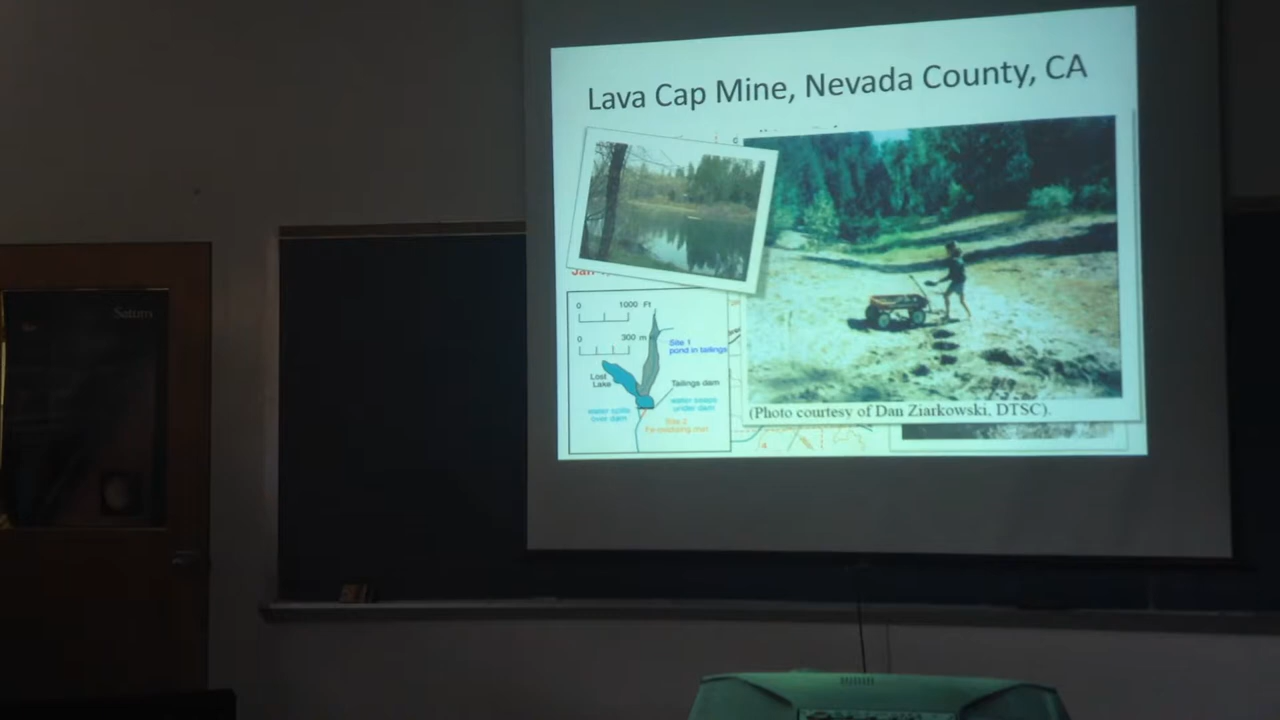 Lava Cap Mine, Nevada County, CA
0 1000 Ft
0 300 m
Site 1
pond in tailings
Lost
Lake
Tailings dam
water spills
over dam
water seeps
under dam
Site 2
Fe-oxidizing mat
(Photo courtesy of Dan Ziarkowski, DTSC).
4
Saturn